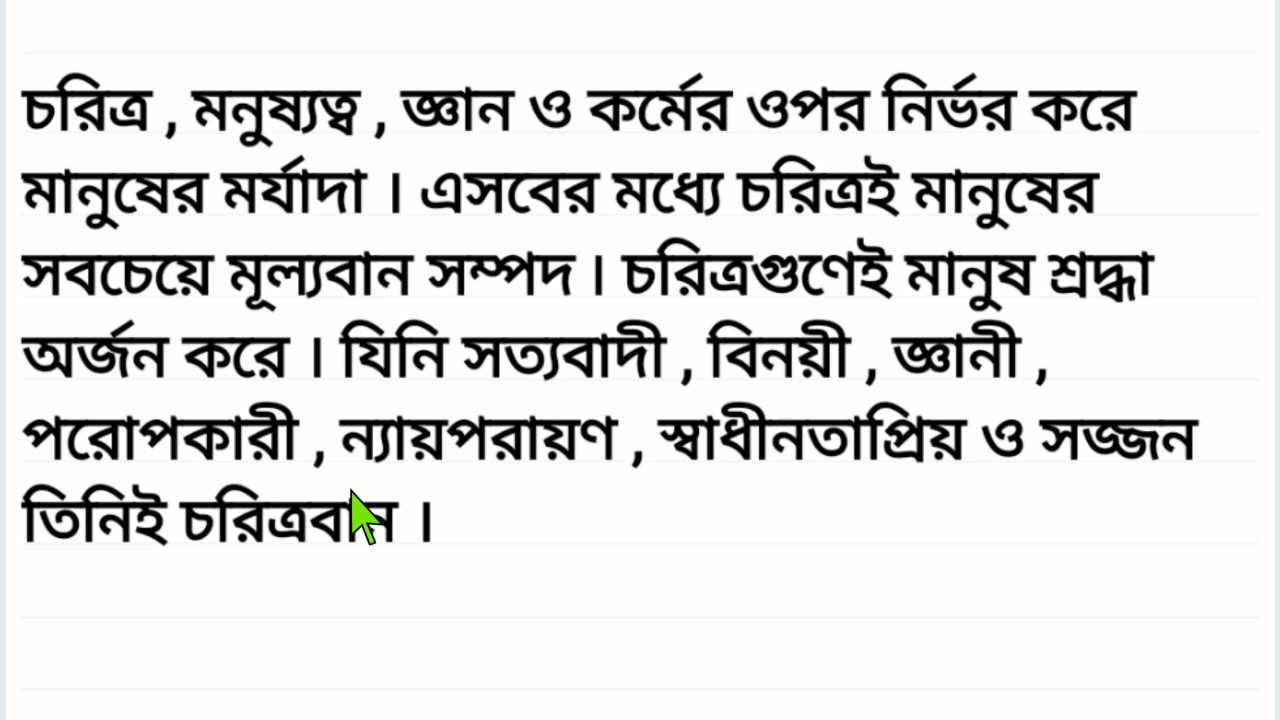 চরিত্র , মনুষ্যত্ব , জ্ঞান ও কর্মের ওপর নির্ভর করে
মানুষের মর্যাদা । এসবের মধ্যে চরিত্রই মানুষের
সবচেয়ে মূল্যবান সম্পদ । চরিত্রগুণেই মানুষ শ্রদ্ধা
অর্জন করে । যিনি সত্যবাদী , বিনয়ী , জ্ঞানী ,
পরোপকারী , ন্যায়পরায়ণ , স্বাধীনতাপ্রিয় ও সজ্জন
তিনিই চরিত্রবান ।